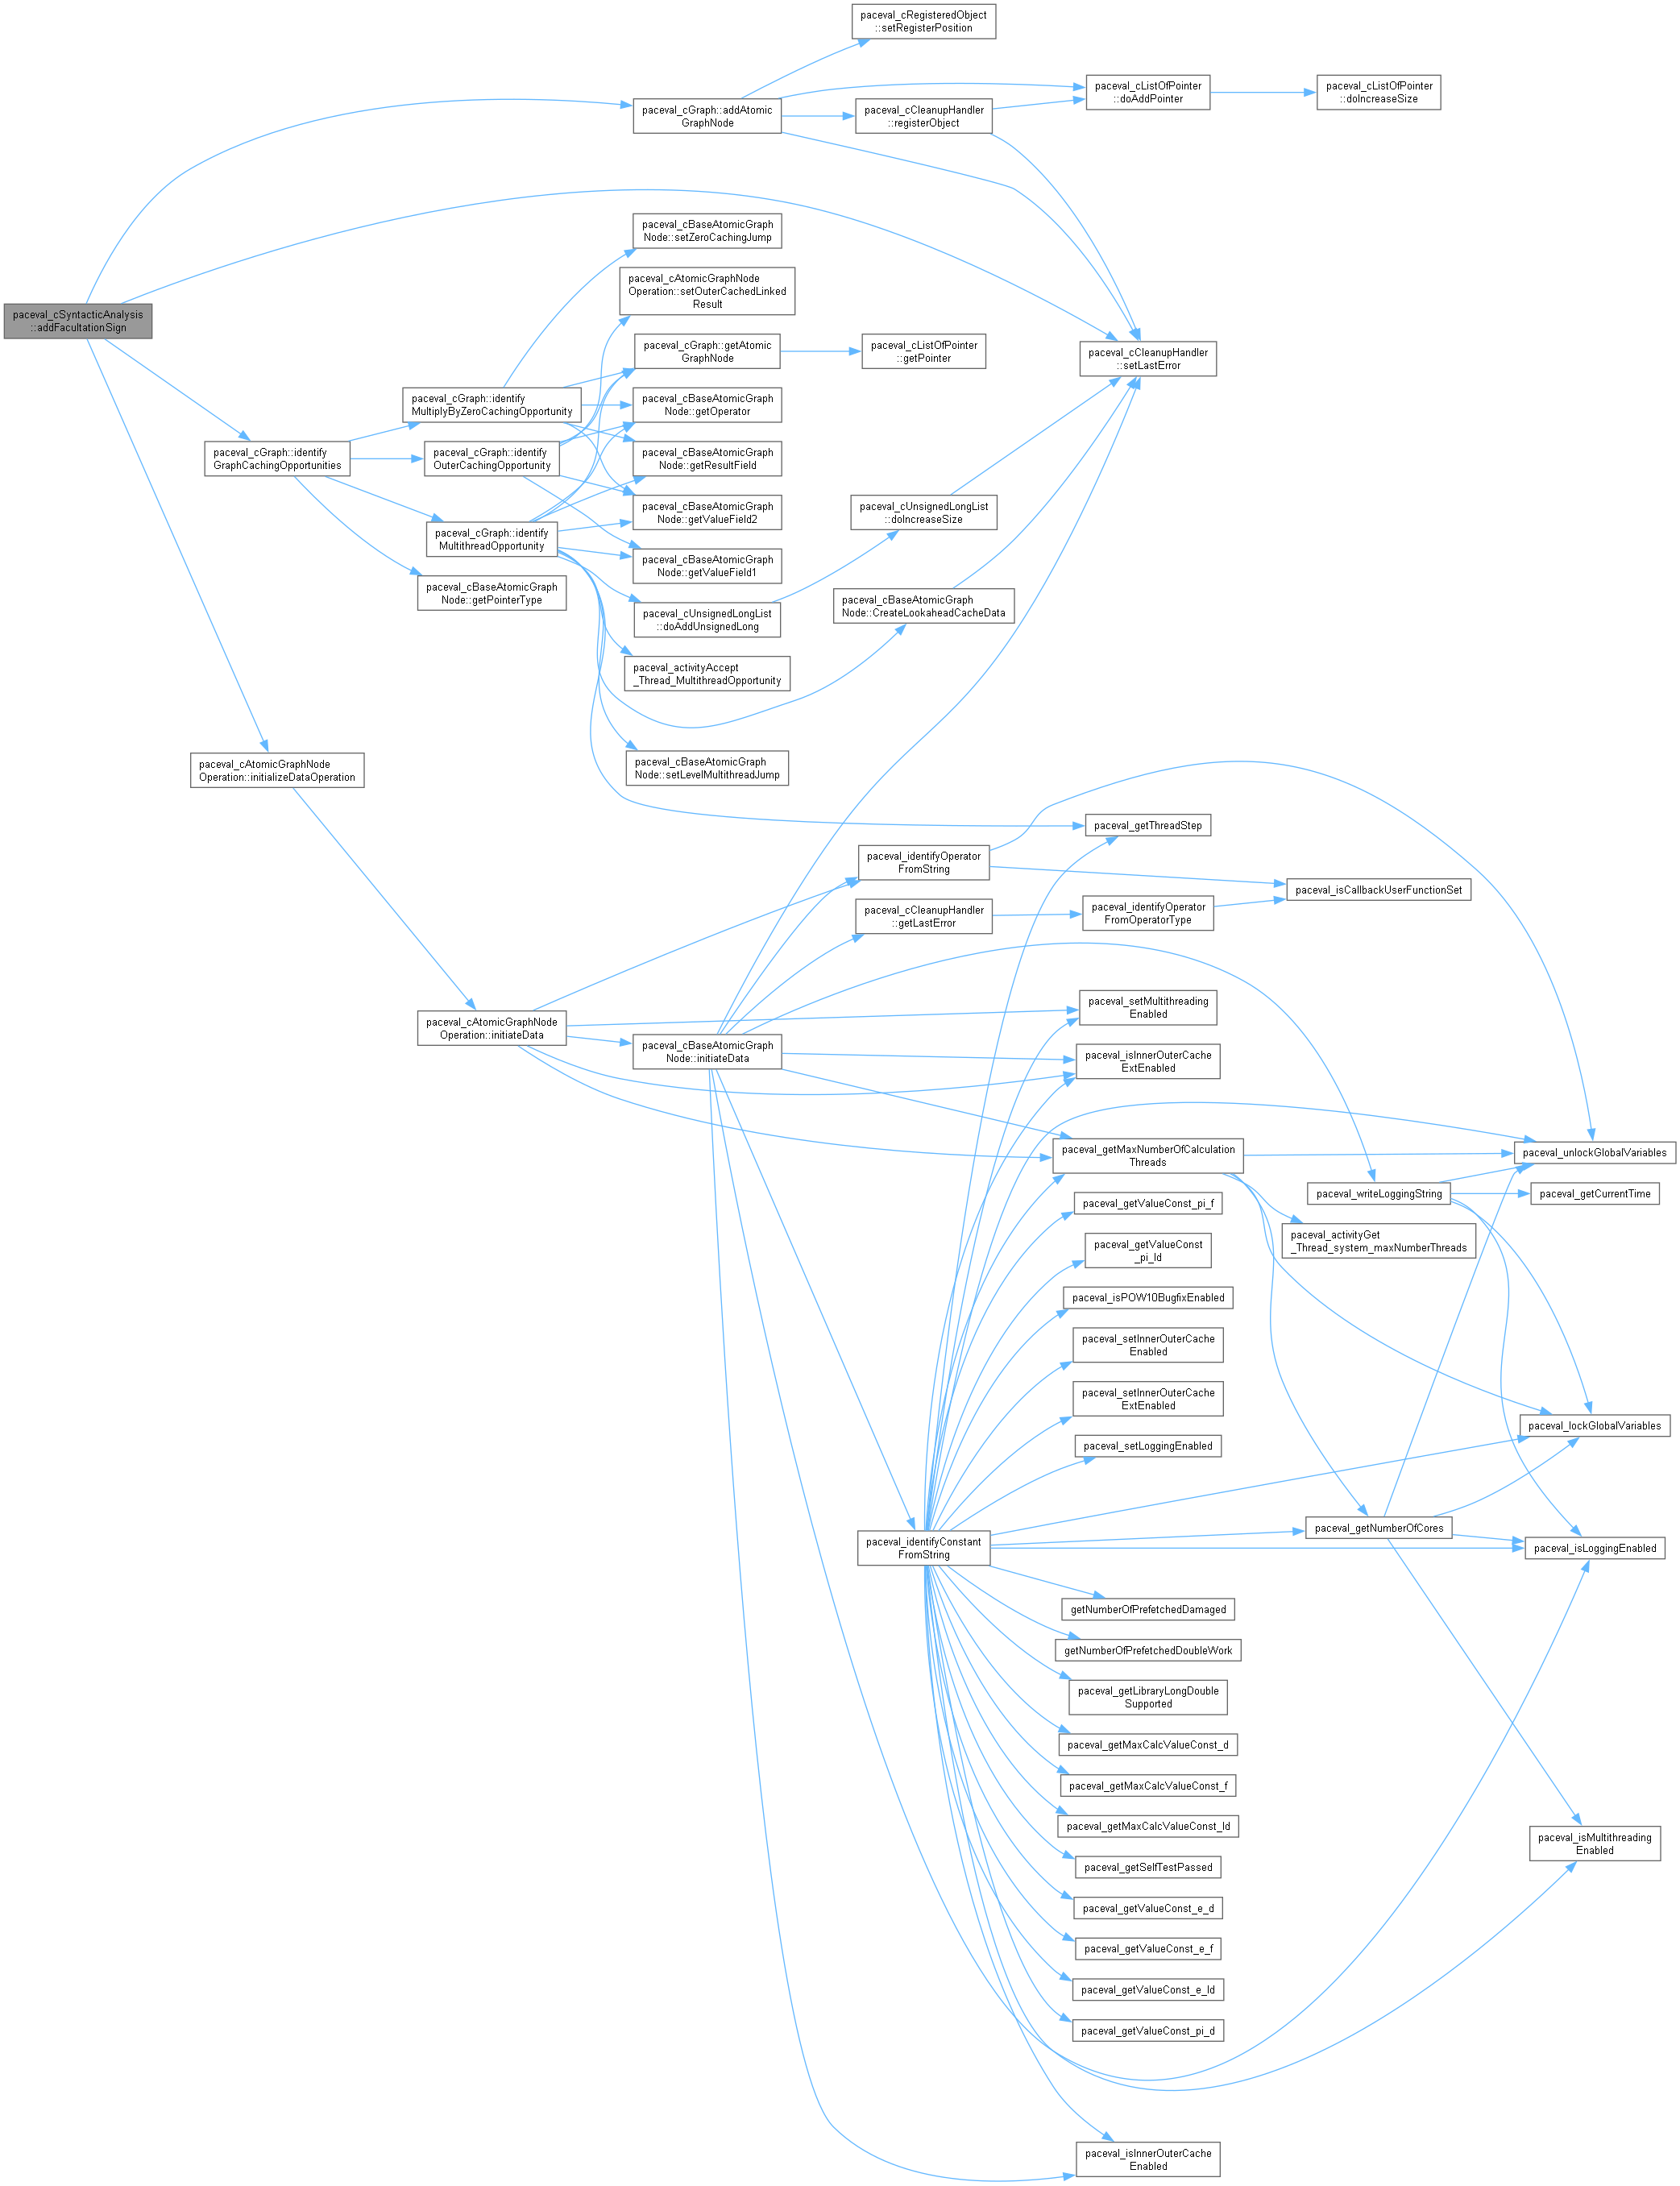 paceval_cRegisteredObject
::setRegisterPosition
paceval_cGraph::addAtomic
GraphNode
paceval_cCleanupHandler
::registerObject
paceval_cListOfPointer
::doAddPointer
paceval_cListOfPointer
::doIncreaseSize
paceval_cBaseAtomicGraph
Node::setZeroCachingJump
paceval_cAtomicGraphNode
Operation::setOuterCachedLinked
Result
paceval_cSyntacticAnalysis
::addFacultationSign
paceval_cGraph::getAtomic
GraphNode
paceval_cListOfPointer
::getPointer
paceval_cCleanupHandler
::setLastError
paceval_cGraph::identify
MultiplyByZeroCachingOpportunity
paceval_cBaseAtomicGraph
Node::getOperator
paceval_cGraph::identify
GraphCachingOpportunities
paceval_cGraph::identify
OuterCachingOpportunity
paceval_cBaseAtomicGraph
Node::getResultField
paceval_cBaseAtomicGraph
Node::getValueField2
paceval_cUnsignedLongList
::doIncreaseSize
paceval_cGraph::identify
MultithreadOpportunity
paceval_cBaseAtomicGraph
Node::getValueField1
paceval_cBaseAtomicGraph
Node::getPointerType
paceval_cUnsignedLongList
::doAddUnsignedLong
paceval_cBaseAtomicGraph
Node::CreateLookaheadCacheData
paceval_activityAccept
_Thread_MultithreadOpportunity
paceval_cAtomicGraphNode
Operation::initializeDataOperation
paceval_cBaseAtomicGraph
Node::setLevelMultithreadJump
paceval_getThreadStep
paceval_identifyOperator
FromString
paceval_isCallbackUserFunctionSet
paceval_cCleanupHandler
::getLastError
paceval_identifyOperator
FromOperatorType
paceval_cAtomicGraphNode
Operation::initiateData
paceval_setMultithreading
Enabled
paceval_cBaseAtomicGraph
Node::initiateData
paceval_isInnerOuterCache
ExtEnabled
paceval_getMaxNumberOfCalculation
Threads
paceval_unlockGlobalVariables
paceval_writeLoggingString
paceval_getCurrentTime
paceval_getValueConst_pi_f
paceval_activityGet
_Thread_system_maxNumberThreads
paceval_getValueConst
_pi_ld
paceval_isPOW10BugfixEnabled
paceval_setInnerOuterCache
Enabled
paceval_setInnerOuterCache
ExtEnabled
paceval_lockGlobalVariables
paceval_setLoggingEnabled
paceval_getNumberOfCores
paceval_identifyConstant
FromString
paceval_isLoggingEnabled
getNumberOfPrefetchedDamaged
getNumberOfPrefetchedDoubleWork
paceval_getLibraryLongDouble
Supported
paceval_getMaxCalcValueConst_d
paceval_getMaxCalcValueConst_f
paceval_getMaxCalcValueConst_ld
paceval_isMultithreading
Enabled
paceval_getSelfTestPassed
paceval_getValueConst_e_d
paceval_getValueConst_e_f
paceval_getValueConst_e_ld
paceval_getValueConst_pi_d
paceval_isInnerOuterCache
Enabled